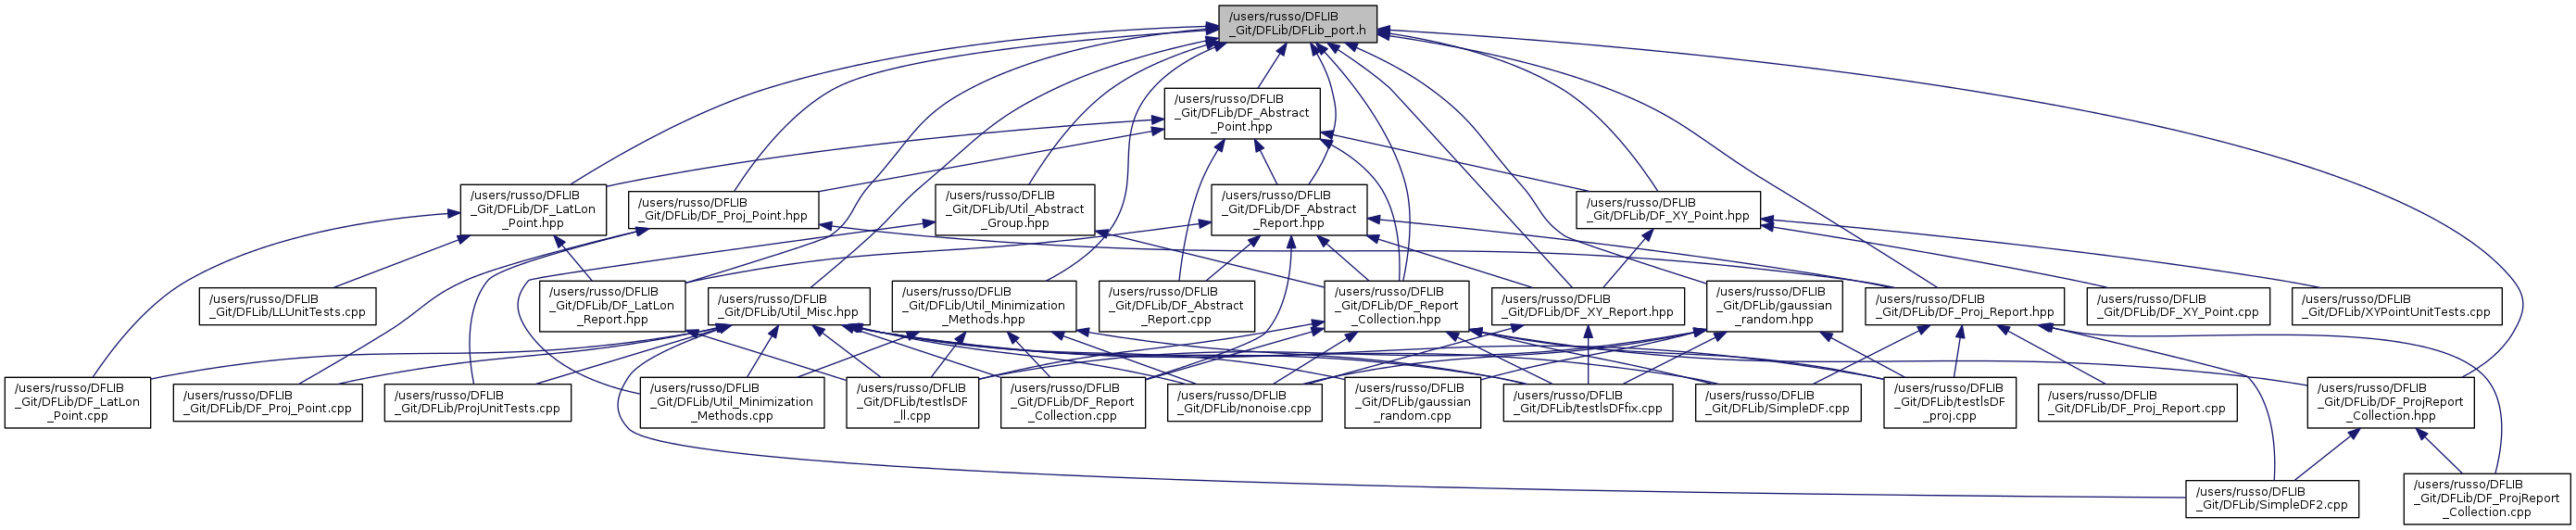 /users/russo/DFLIB
_Git/DFLib/DFLib_port.h
/users/russo/DFLIB
_Git/DFLib/DF_Abstract
_Point.hpp
/users/russo/DFLIB
_Git/DFLib/DF_LatLon
_Point.hpp
/users/russo/DFLIB
_Git/DFLib/DF_Proj_Point.hpp
/users/russo/DFLIB
_Git/DFLib/Util_Abstract
_Group.hpp
/users/russo/DFLIB
_Git/DFLib/DF_Abstract
_Report.hpp
/users/russo/DFLIB
_Git/DFLib/DF_XY_Point.hpp
/users/russo/DFLIB
_Git/DFLib/LLUnitTests.cpp
/users/russo/DFLIB
_Git/DFLib/DF_LatLon
_Report.hpp
/users/russo/DFLIB
_Git/DFLib/Util_Misc.hpp
/users/russo/DFLIB
_Git/DFLib/Util_Minimization
_Methods.hpp
/users/russo/DFLIB
_Git/DFLib/DF_Abstract
_Report.cpp
/users/russo/DFLIB
_Git/DFLib/DF_Report
_Collection.hpp
/users/russo/DFLIB
_Git/DFLib/DF_XY_Report.hpp
/users/russo/DFLIB
_Git/DFLib/gaussian
_random.hpp
/users/russo/DFLIB
_Git/DFLib/DF_Proj_Report.hpp
/users/russo/DFLIB
_Git/DFLib/DF_XY_Point.cpp
/users/russo/DFLIB
_Git/DFLib/XYPointUnitTests.cpp
/users/russo/DFLIB
_Git/DFLib/DF_LatLon
_Point.cpp
/users/russo/DFLIB
_Git/DFLib/DF_Proj_Point.cpp
/users/russo/DFLIB
_Git/DFLib/ProjUnitTests.cpp
/users/russo/DFLIB
_Git/DFLib/Util_Minimization
_Methods.cpp
/users/russo/DFLIB
_Git/DFLib/testlsDF
_ll.cpp
/users/russo/DFLIB
_Git/DFLib/DF_Report
_Collection.cpp
/users/russo/DFLIB
_Git/DFLib/nonoise.cpp
/users/russo/DFLIB
_Git/DFLib/gaussian
_random.cpp
/users/russo/DFLIB
_Git/DFLib/testlsDFfix.cpp
/users/russo/DFLIB
_Git/DFLib/SimpleDF.cpp
/users/russo/DFLIB
_Git/DFLib/testlsDF
_proj.cpp
/users/russo/DFLIB
_Git/DFLib/DF_Proj_Report.cpp
/users/russo/DFLIB
_Git/DFLib/DF_ProjReport
_Collection.hpp
/users/russo/DFLIB
_Git/DFLib/SimpleDF2.cpp
/users/russo/DFLIB
_Git/DFLib/DF_ProjReport
_Collection.cpp